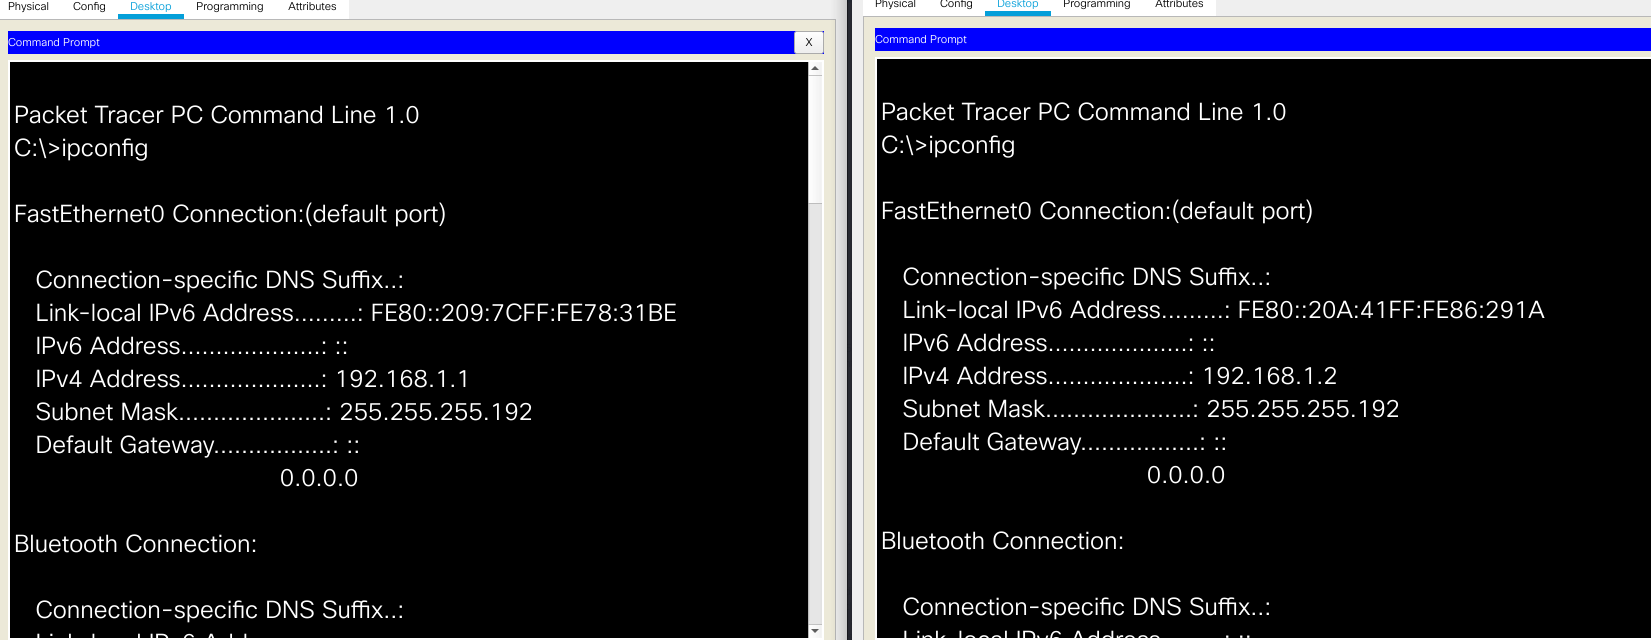 Physical Config Desktop Programming Attributes
Command Prompt X
Packet Tracer PC Command Line 1.0
C:\>ipconfig
FastEthernet0 Connection:(default port)
Connection-specific DNS Suffix..:
Link-local IPv6 Address.........: FE80::209:7CFF:FE78:31BE
IPv6 Address....................: ::
IPv4 Address....................: 192.168.1.1
Subnet Mask.....................: 255.255.255.192
Default Gateway.................: ::
0.0.0.0
Bluetooth Connection:
Connection-specific DNS Suffix..:
Physical Config Desktop Programming Attributes
Command Prompt
Packet Tracer PC Command Line 1.0
C:\>ipconfig
FastEthernet0 Connection:(default port)
Connection-specific DNS Suffix..:
Link-local IPv6 Address.........: FE80::20A:41FF:FE86:291A
IPv6 Address....................: ::
IPv4 Address....................: 192.168.1.2
Subnet Mask.....................: 255.255.255.192
Default Gateway.................: ::
0.0.0.0
Bluetooth Connection:
Connection-specific DNS Suffix..: